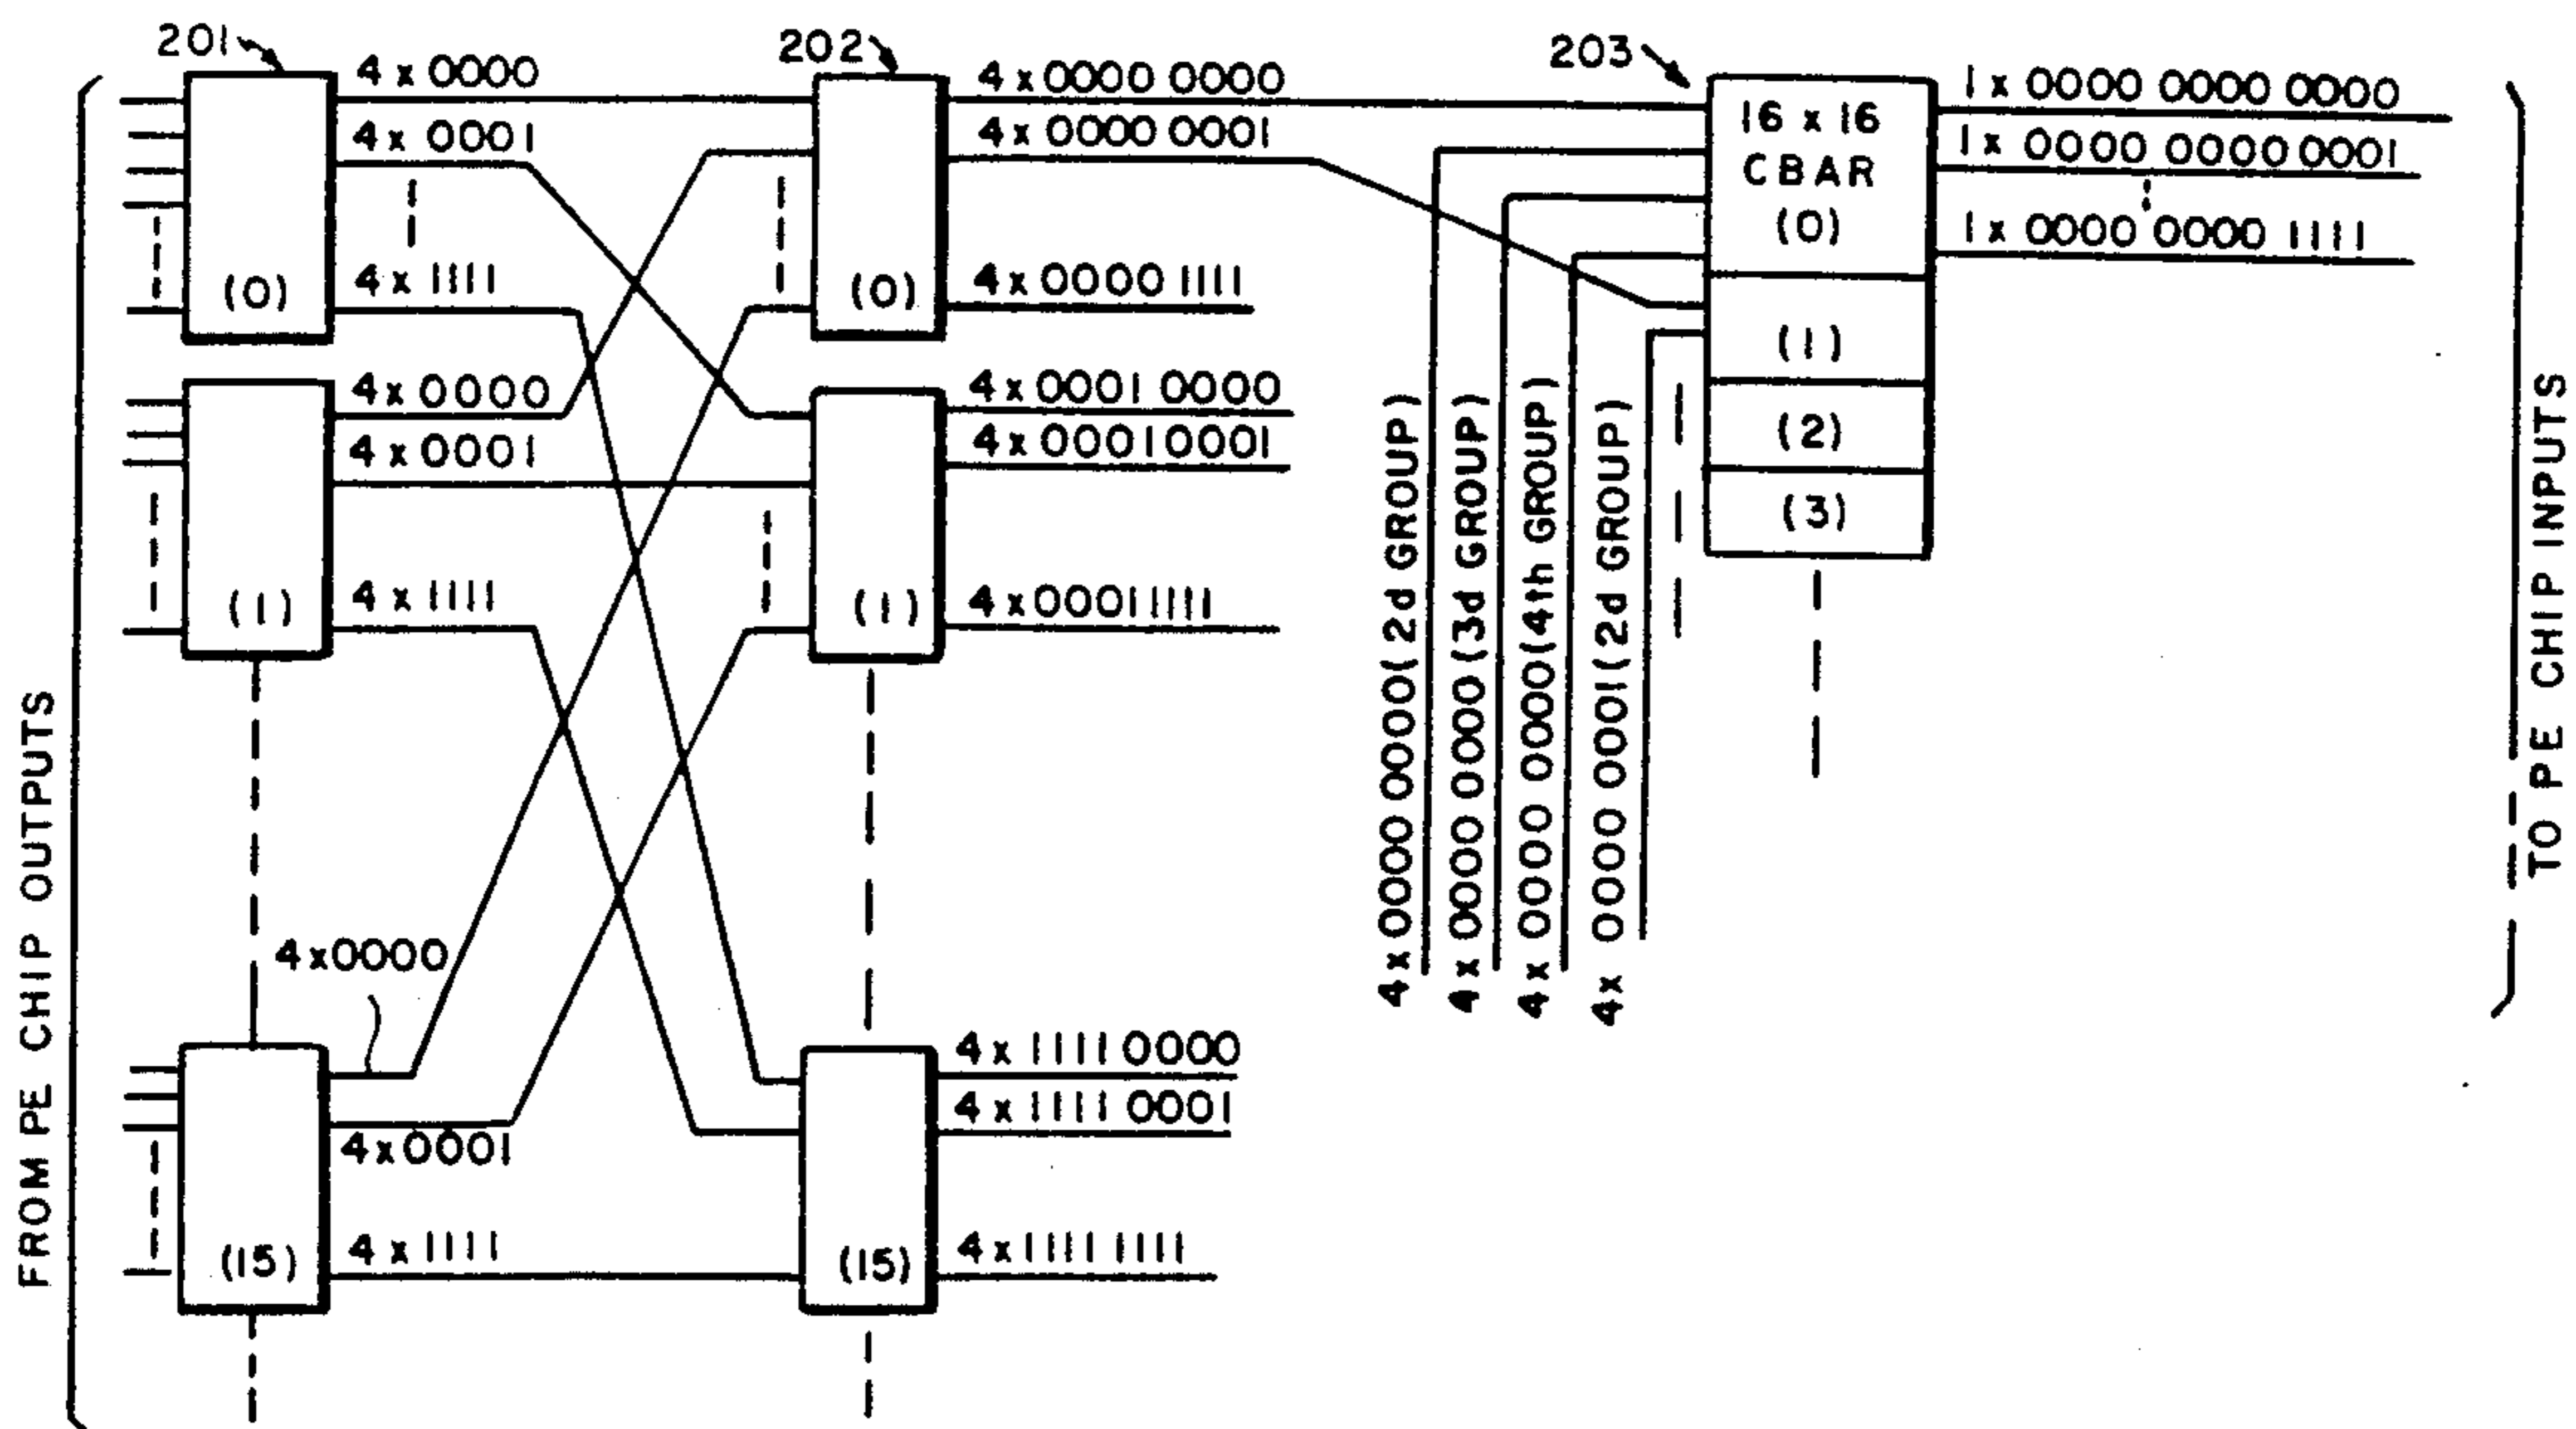 FROM PE CHIP OUTPUTS
201
(0)
4 x 0000
4 x 0001
4 x 1111
(1)
4 x 0000
4 x 0001
4 x 1111
(15)
4 x 0000
4 x 0001
4 x 1111
202
(0)
4 x 0000 0000
4 x 0000 0001
4 x 0000 1111
(1)
4 x 0001 0000
4 x 0001 0001
4 x 0001 1111
(15)
4 x 1111 0000
4 x 1111 0001
4 x 1111 1111
4 x 0000 0000 (2d GROUP)
4 x 0000 0000 (3d GROUP)
4 x 0000 0000 (4th GROUP)
4 x 0000 0001 (2d GROUP)
203
16 x 16
CBAR
(0)
(1)
(2)
(3)
1 x 0000 0000 0000
1 x 0000 0000 0001
1 x 0000 0000 1111
TO PE CHIP INPUTS